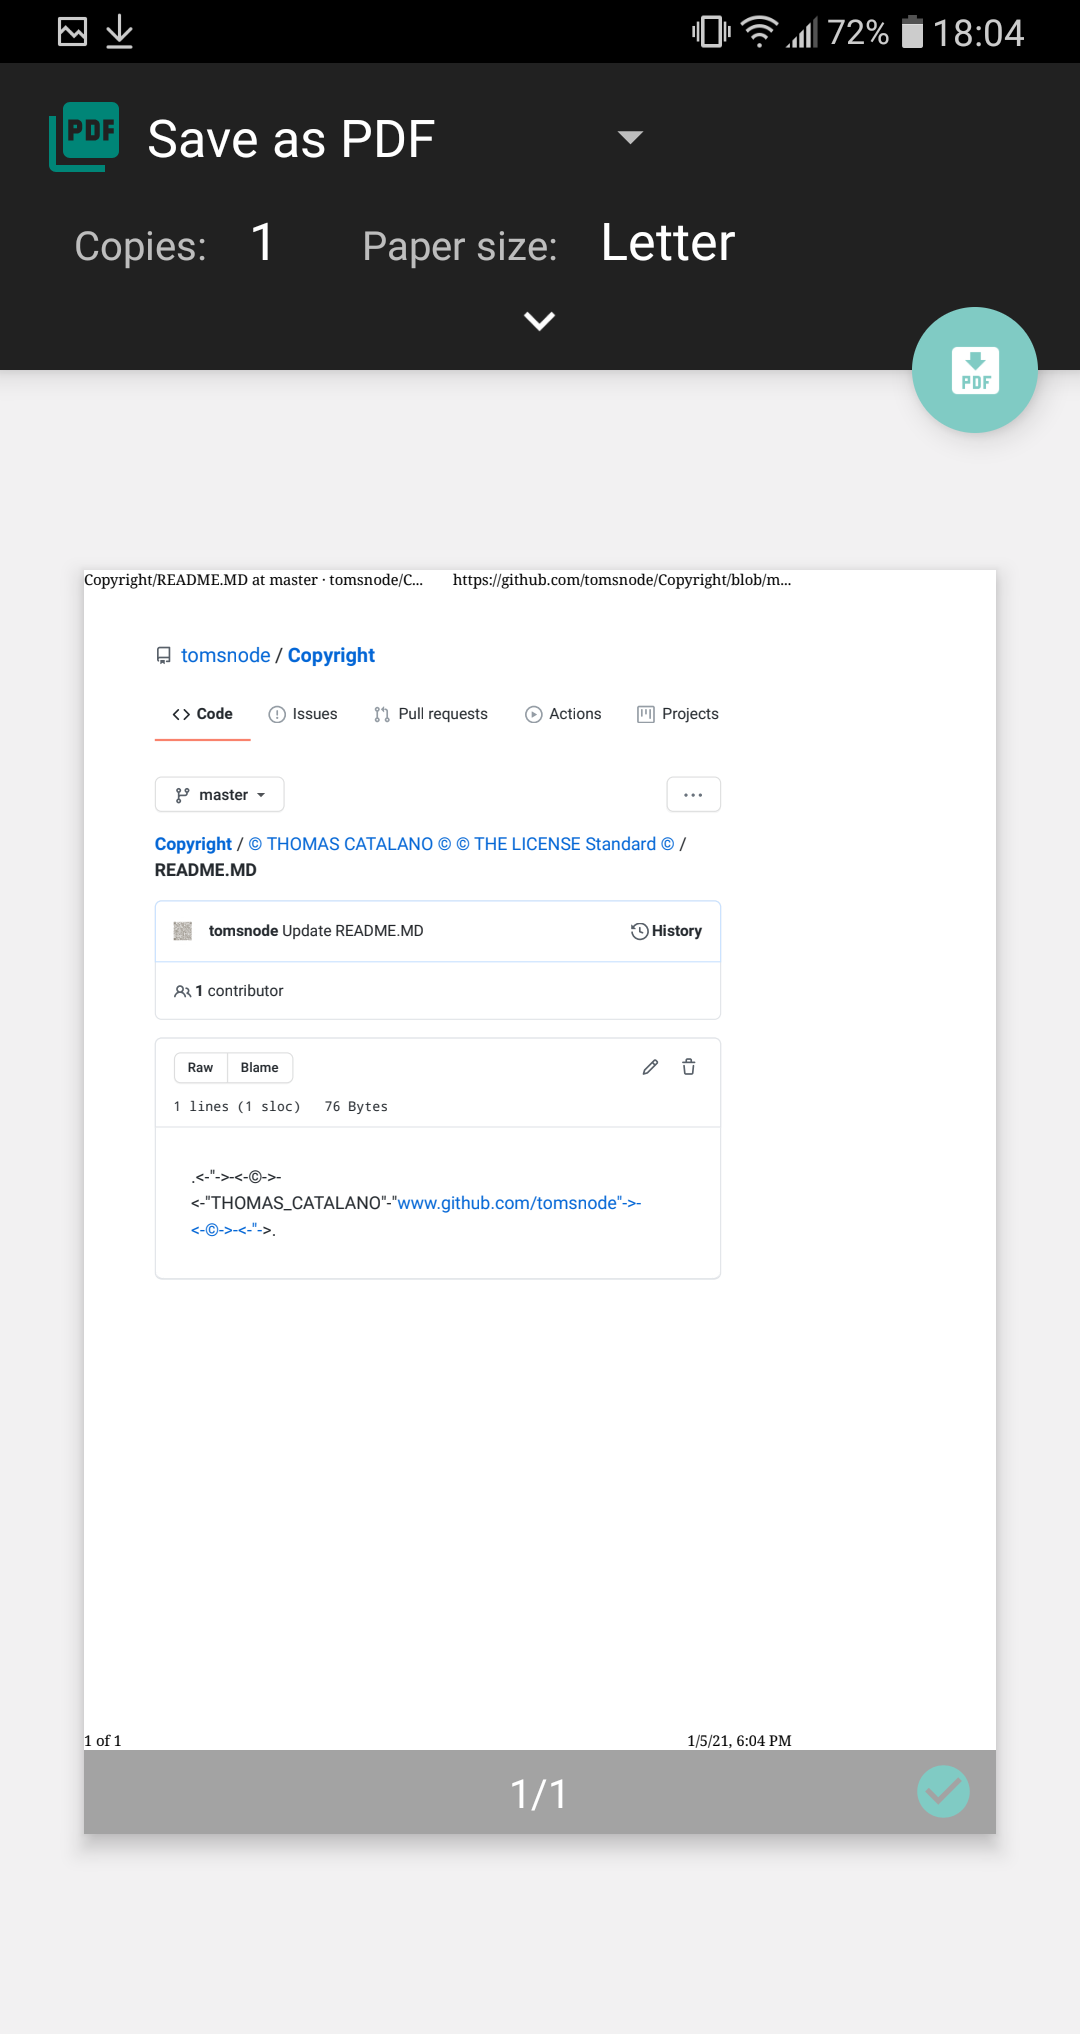 72% 18:04
PDF Save as PDF
Copies: 1 Paper size: Letter
PDF
Copyright/README.MD at master · tomsnode/C... https://github.com/tomsnode/Copyright/blob/m...
tomsnode / Copyright
<> Code Issues Pull requests Actions Projects
master ...
Copyright / © THOMAS CATALANO © © THE LICENSE Standard © /
README.MD
tomsnode Update README.MD History
1 contributor
Raw Blame
1 lines (1 sloc) 76 Bytes
.<-"->-<-©->-
<-"THOMAS_CATALANO"-"www.github.com/tomsnode"->-
<-©->-<-"->.
1 of 1 1/5/21, 6:04 PM
1/1